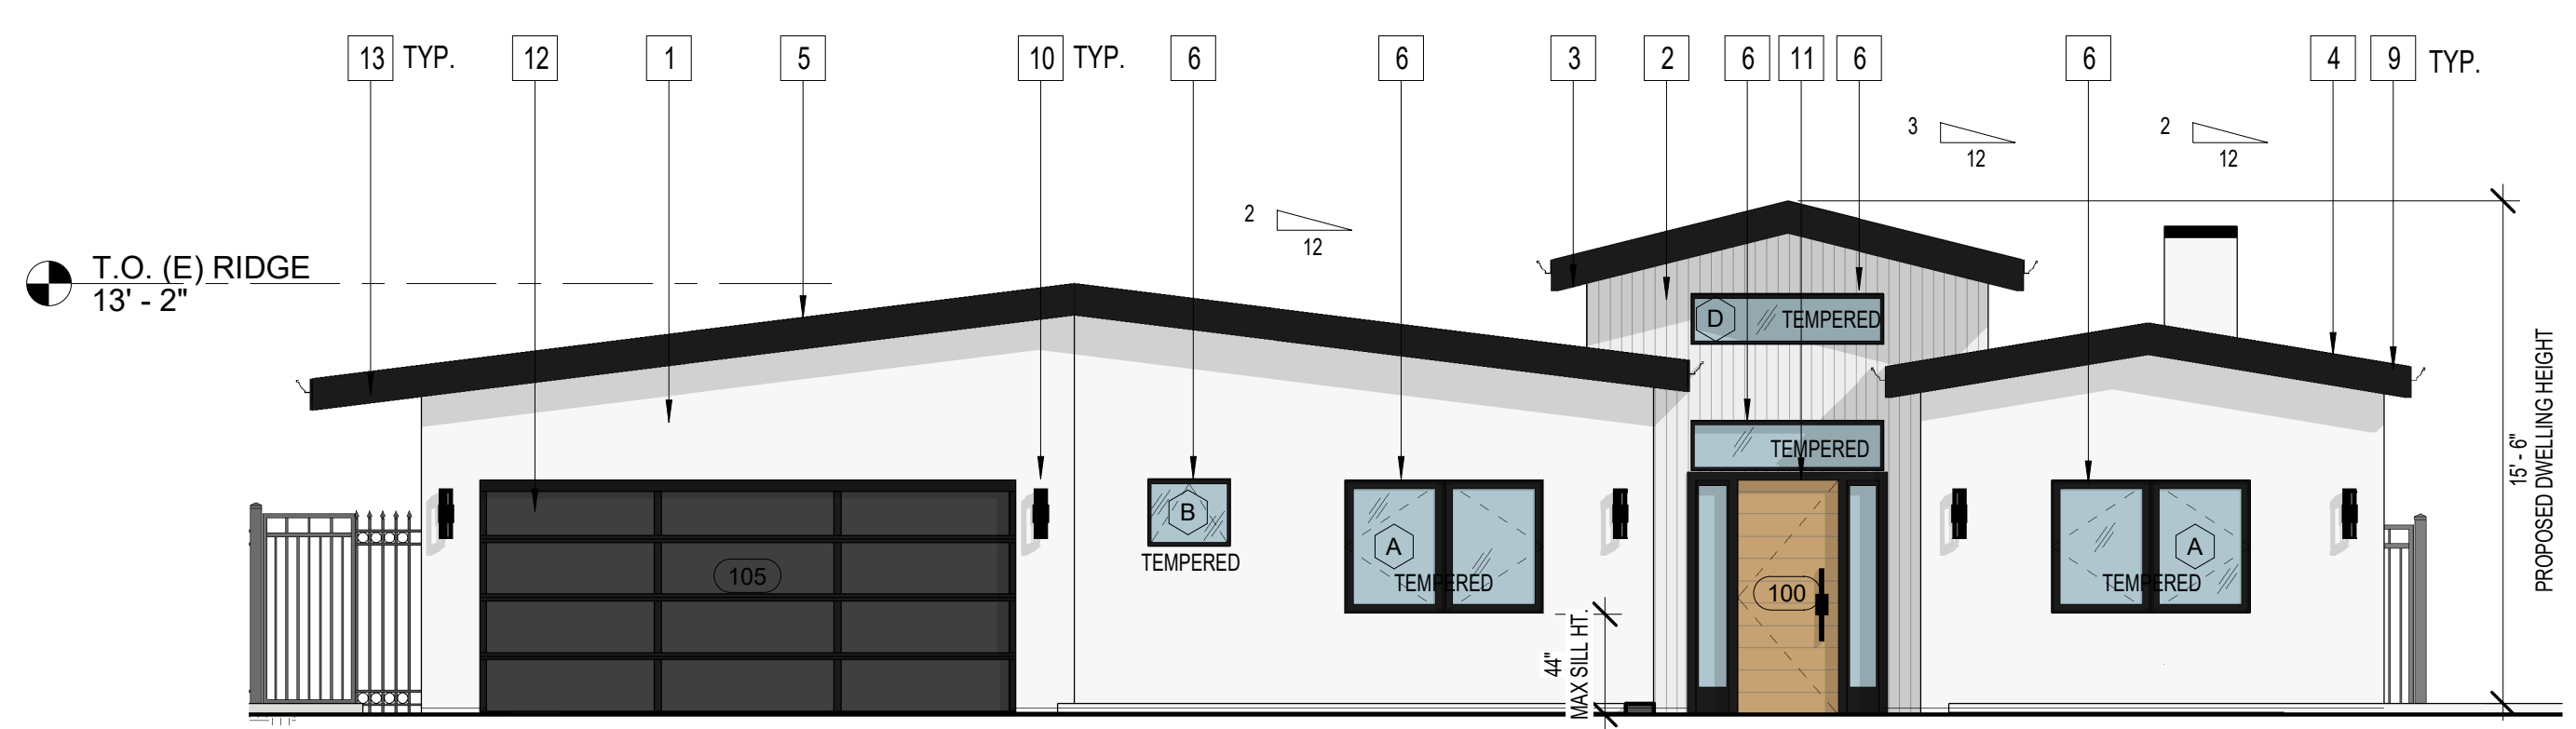 13 TYP. 12 1 5 10 TYP. 6 6 3 2 6 11 6 6 4 9 TYP.
3
12
2
12
2
12
T.O. (E) RIDGE
13' - 2"
D TEMPERED
TEMPERED
B
TEMPERED
A
TEMPERED
A
TEMPERED
105
100
44"
MAX SILL HT.
15' - 6"
PROPOSED DWELLING HEIGHT